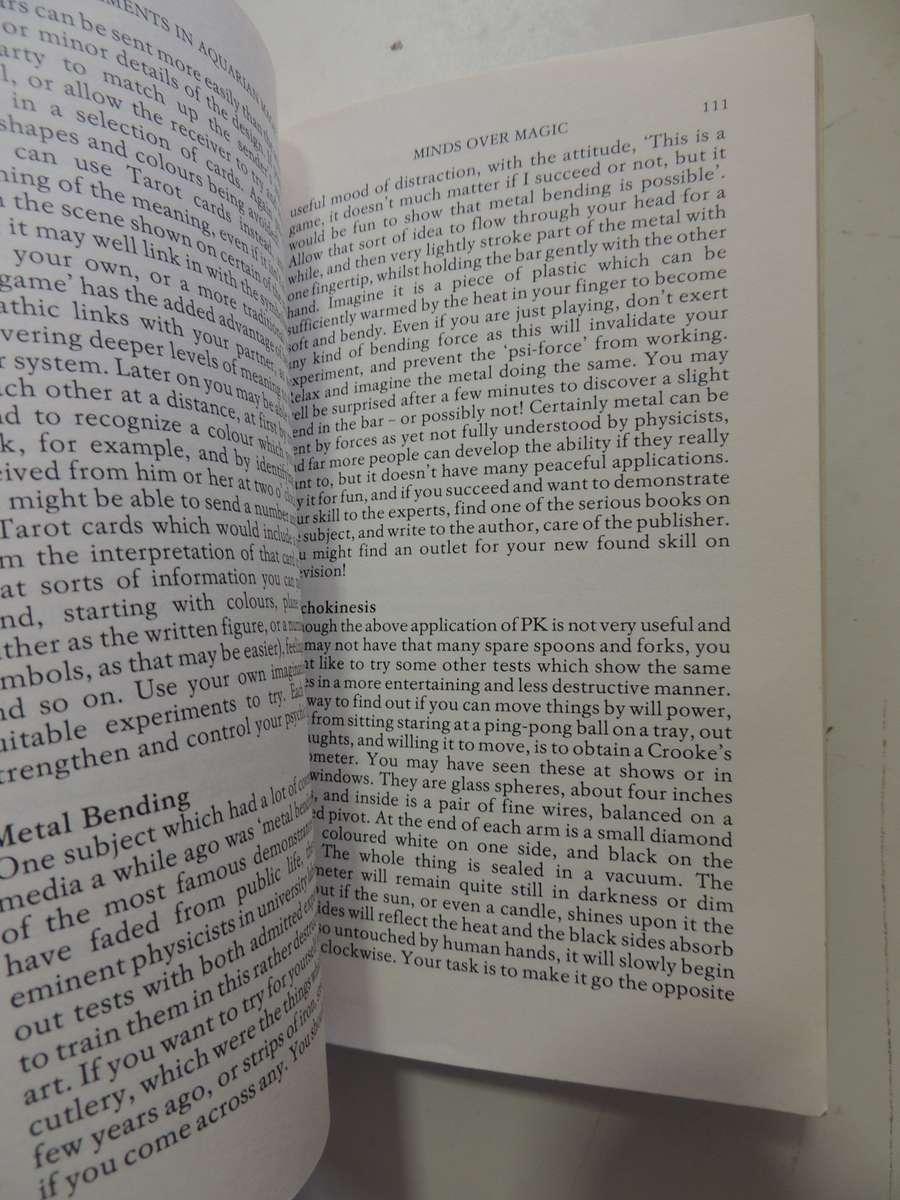 MENTS IN AQUARIAN
ars can be sent more easily than
or minor details of the design.
arty to match up the sender
l, or allow the receiver to try and
in a selection of cards. Again
shapes and colours being avoided
can use Tarot cards instead
ning of the meaning, even if it isn't
the scene shown on certain of
it may well link in with the
your own, or a more
game' has the added advantage of
athic links with your partner,
vering deeper levels of meaning
r system. Later on you may be able
ach other at a distance, at first by
nd to recognize a colour which
k, for example, and by
eived from him or her at two o'
might be able to send a number
Tarot cards which would include
m the interpretation of that card
at sorts of information you can
nd, starting with colours,
ither as the written figure, or a
mbols, as that may be easier),
nd so on. Use your own
uitable experiments to try. Each
trengthen and control your
Metal Bending
One subject which had a lot of
media a while ago was 'metal
of the most famous
have faded from public life,
eminent physicists in university
out tests with both admitted
to train them in this rather
art. If you want to try for yourself
cutlery, which were the things
few years ago, or strips of iron,
if you come across any. You
111
MINDS OVER MAGIC
useful mood of distraction, with the attitude, 'This is a
game, it doesn't much matter if I succeed or not, but it
would be fun to show that metal bending is possible'.
Allow that sort of idea to flow through your head for a
while, and then very lightly stroke part of the metal with
one fingertip, whilst holding the bar gently with the other
hand. Imagine it is a piece of plastic which can be
sufficiently warmed by the heat in your finger to become
soft and bendy. Even if you are just playing, don't exert
any kind of bending force as this will invalidate your
experiment, and prevent the 'psi-force' from working.
Relax and imagine the metal doing the same. You may
ell be surprised after a few minutes to discover a slight
end in the bar – or possibly not! Certainly metal can be
ent by forces as yet not fully understood by physicists,
nd far more people can develop the ability if they really
ant to, but it doesn't have many peaceful applications.
y it for fun, and if you succeed and want to demonstrate
ur skill to the experts, find one of the serious books on
e subject, and write to the author, care of the publisher.
u might find an outlet for your new found skill on
evision!
chokinesis
ough the above application of PK is not very useful and
may not have that many spare spoons and forks, you
ht like to try some other tests which show the same
es in a more entertaining and less destructive manner.
way to find out if you can move things by will power,
from sitting staring at a ping-pong ball on a tray, out
aughts, and willing it to move, is to obtain a Crooke's
ometer. You may have seen these at shows or in
windows. They are glass spheres, about four inches
s, and inside is a pair of fine wires, balanced on a
ed pivot. At the end of each arm is a small diamond
coloured white on one side, and black on the
The whole thing is sealed in a vacuum. The
meter will remain quite still in darkness or dim
out if the sun, or even a candle, shines upon it the
ides will reflect the heat and the black sides absorb
so untouched by human hands, it will slowly begin
clockwise. Your task is to make it go the opposite